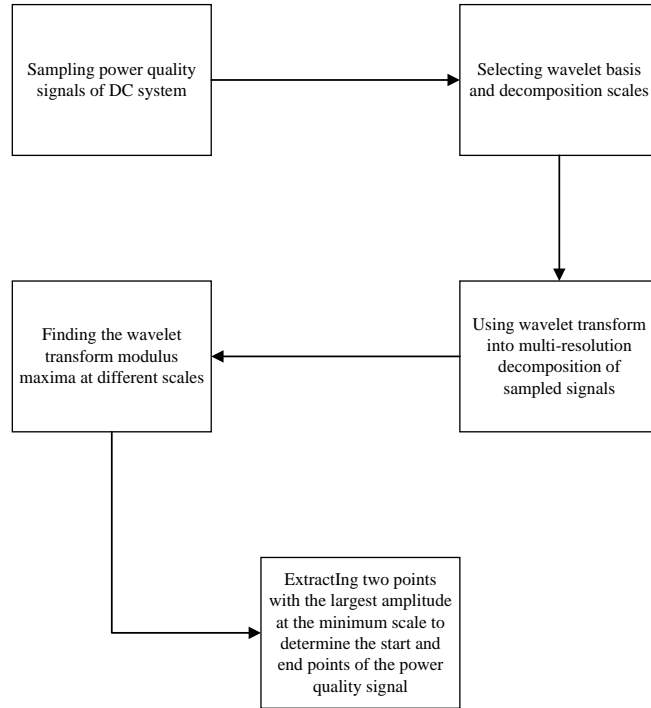 Sampling power quality
signals of DC system
Selecting wavelet basis
and decomposition scales
Using wavelet transform
into multi-resolution
decomposition of
sampled signals
Finding the wavelet
transform modulus
maxima at different scales
ExtractIng two points
with the largest amplitude
at the minimum scale to
determine the start and
end points of the power
quality signal